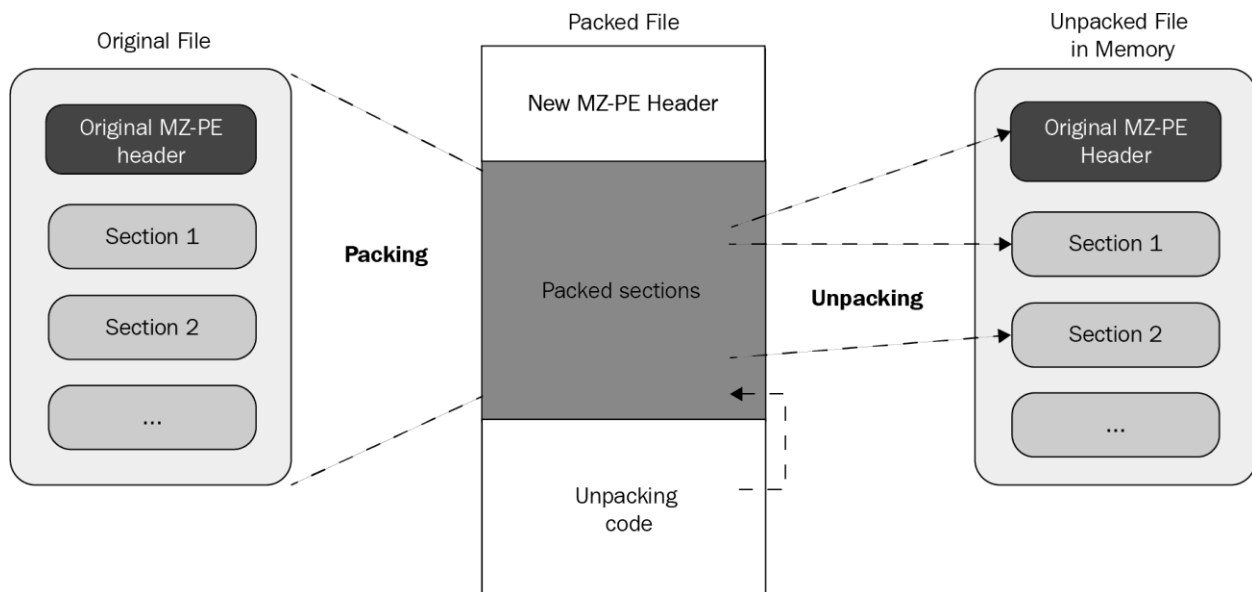 Original File
Original MZ-PE
header
Section 1
Section 2
...
Packing
Packed File
New MZ-PE Header
Packed sections
Unpacking
code
Unpacking
Unpacked File
in Memory
Original MZ-PE
Header
Section 1
Section 2
...